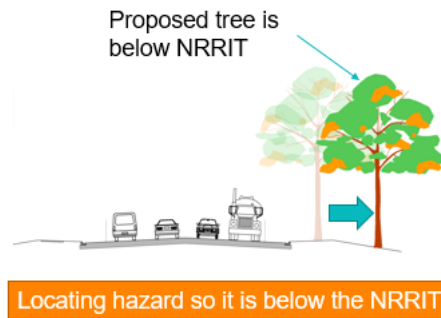 Proposed tree is
below NRRIT
Locating hazard so it is below the NRRIT